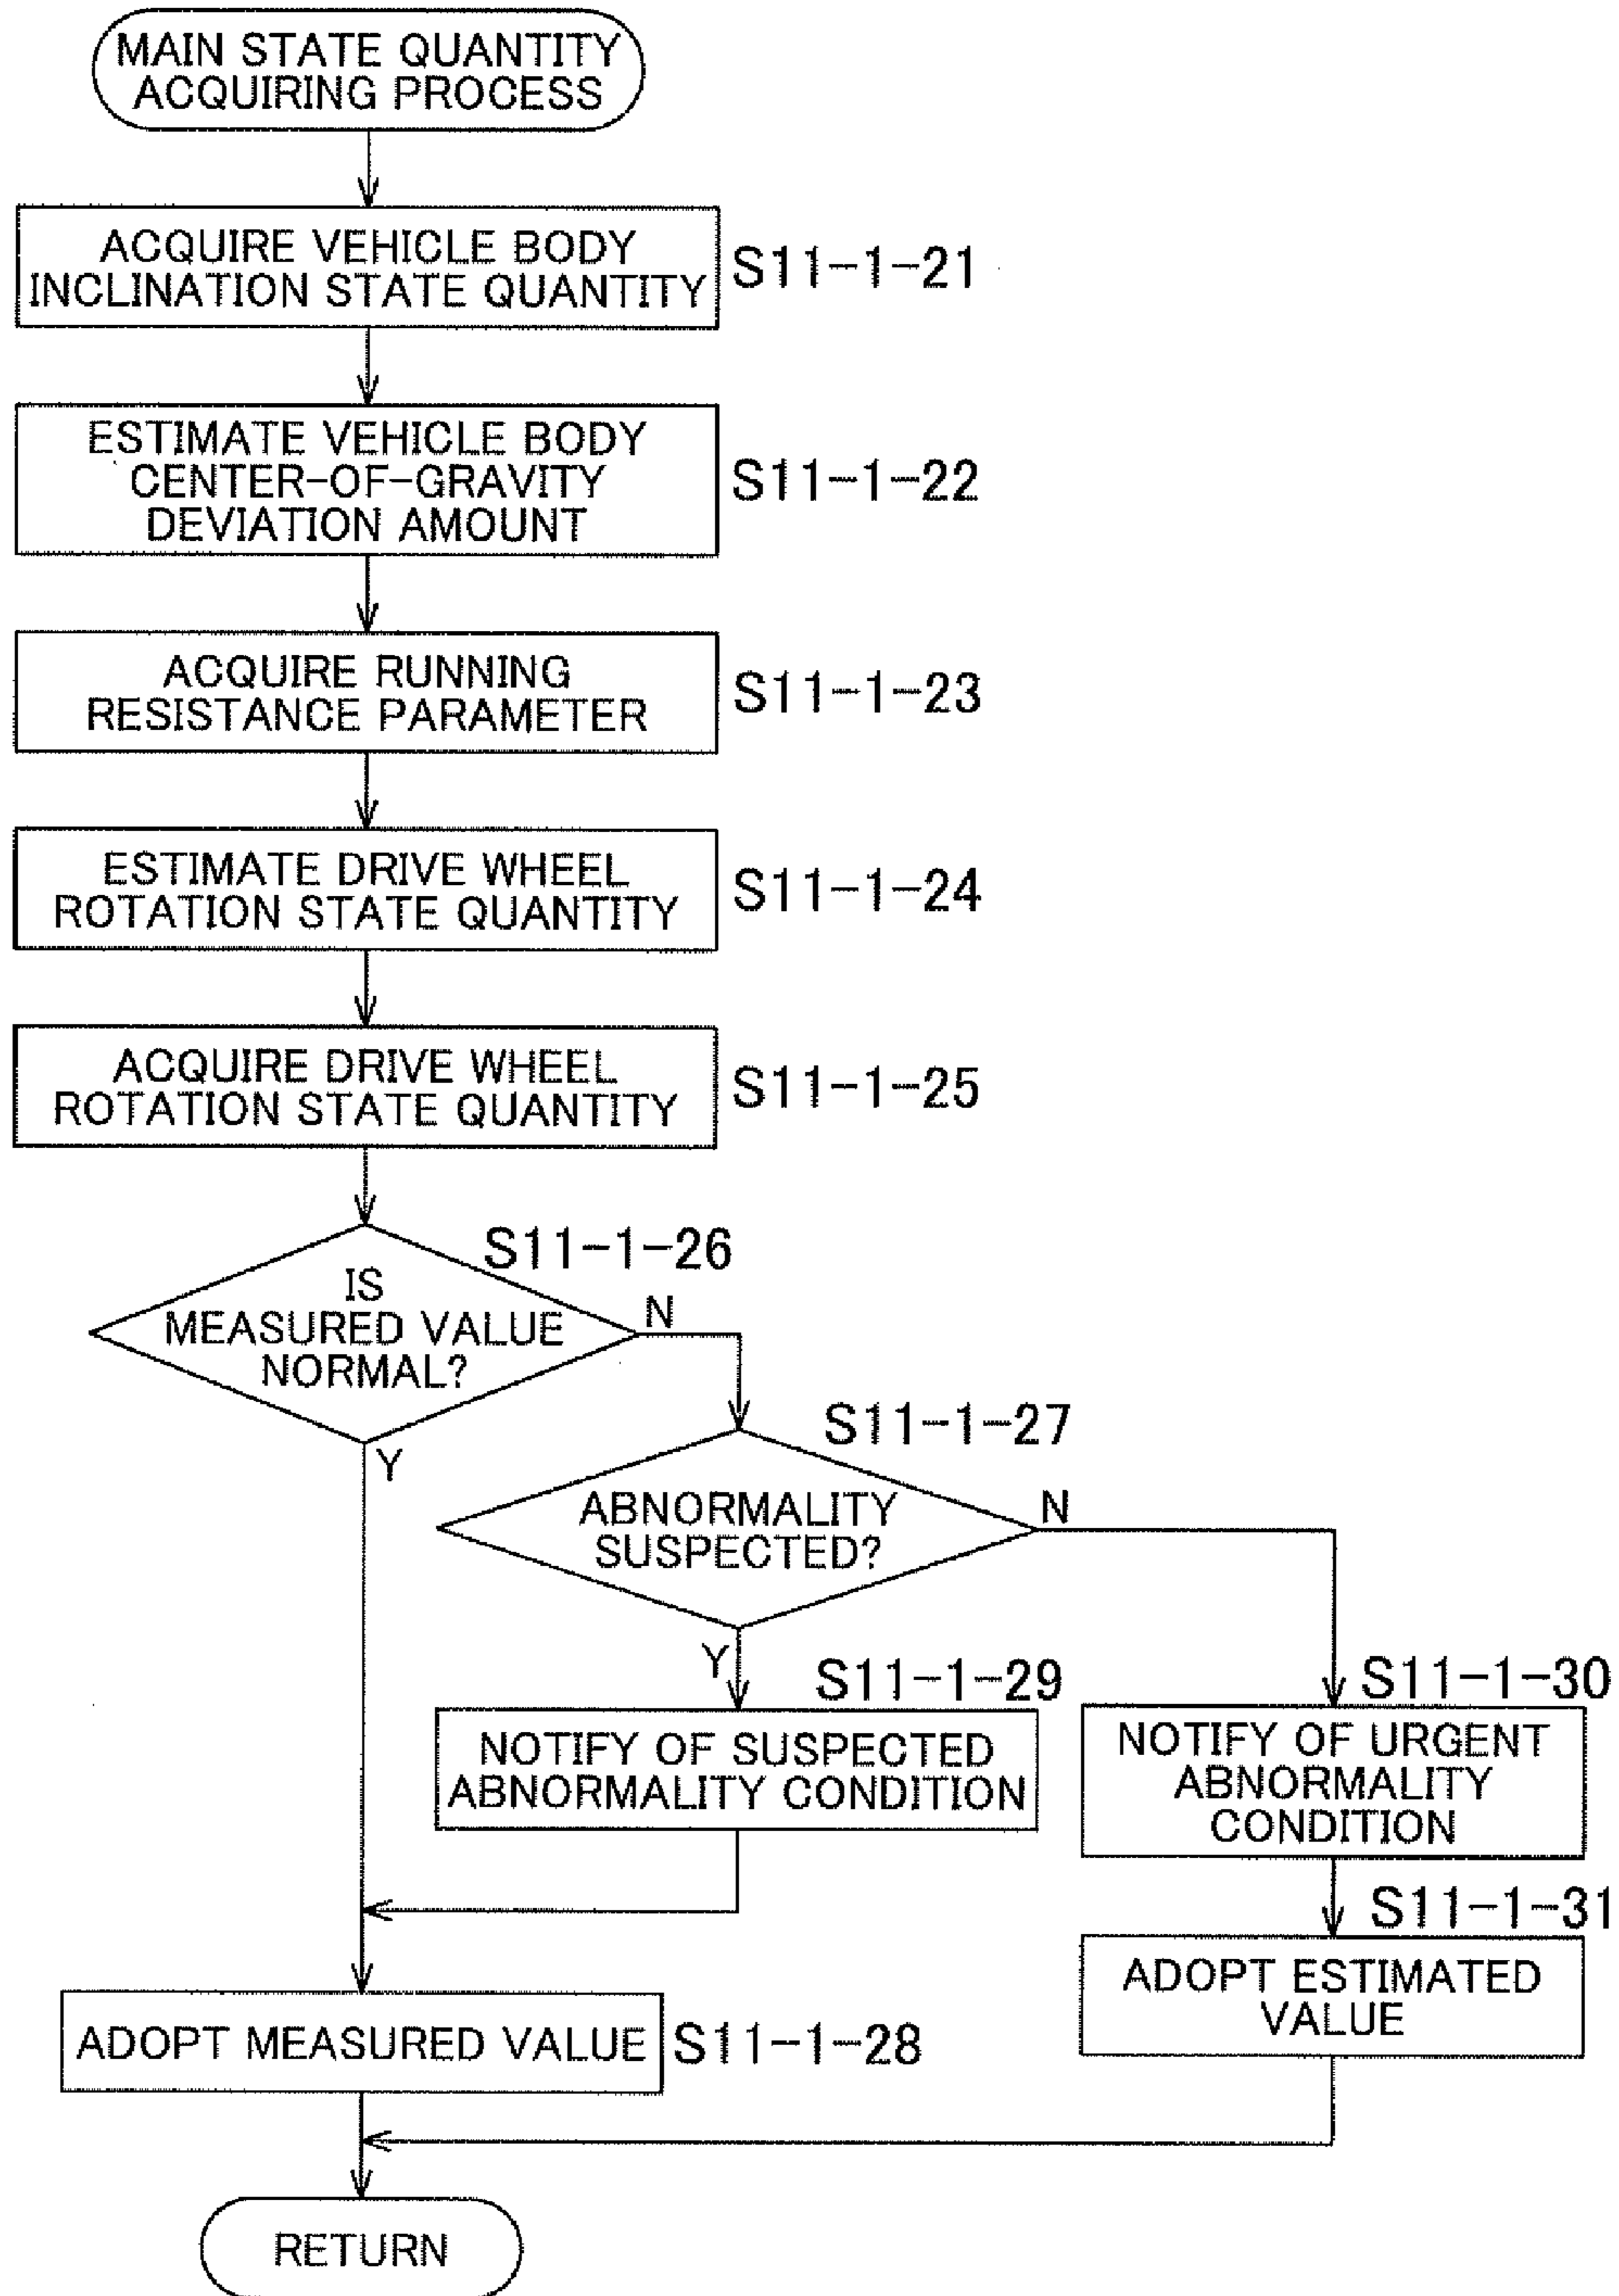 MAIN STATE QUANTITY
ACQUIRING PROCESS
ACQUIRE VEHICLE BODY
INCLINATION STATE QUANTITY
S11-1-21
ESTIMATE VEHICLE BODY
CENTER-OF-GRAVITY
DEVIATION AMOUNT
S11-1-22
ACQUIRE RUNNING
RESISTANCE PARAMETER
S11-1-23
ESTIMATE DRIVE WHEEL
ROTATION STATE QUANTITY
S11-1-24
ACQUIRE DRIVE WHEEL
ROTATION STATE QUANTITY
S11-1-25
S11-1-26
IS
MEASURED VALUE
NORMAL?
N
Y
S11-1-27
ABNORMALITY
SUSPECTED?
N
Y
S11-1-29
NOTIFY OF SUSPECTED
ABNORMALITY CONDITION
S11-1-30
NOTIFY OF URGENT
ABNORMALITY
CONDITION
S11-1-31
ADOPT ESTIMATED
VALUE
ADOPT MEASURED VALUE
S11-1-28
RETURN